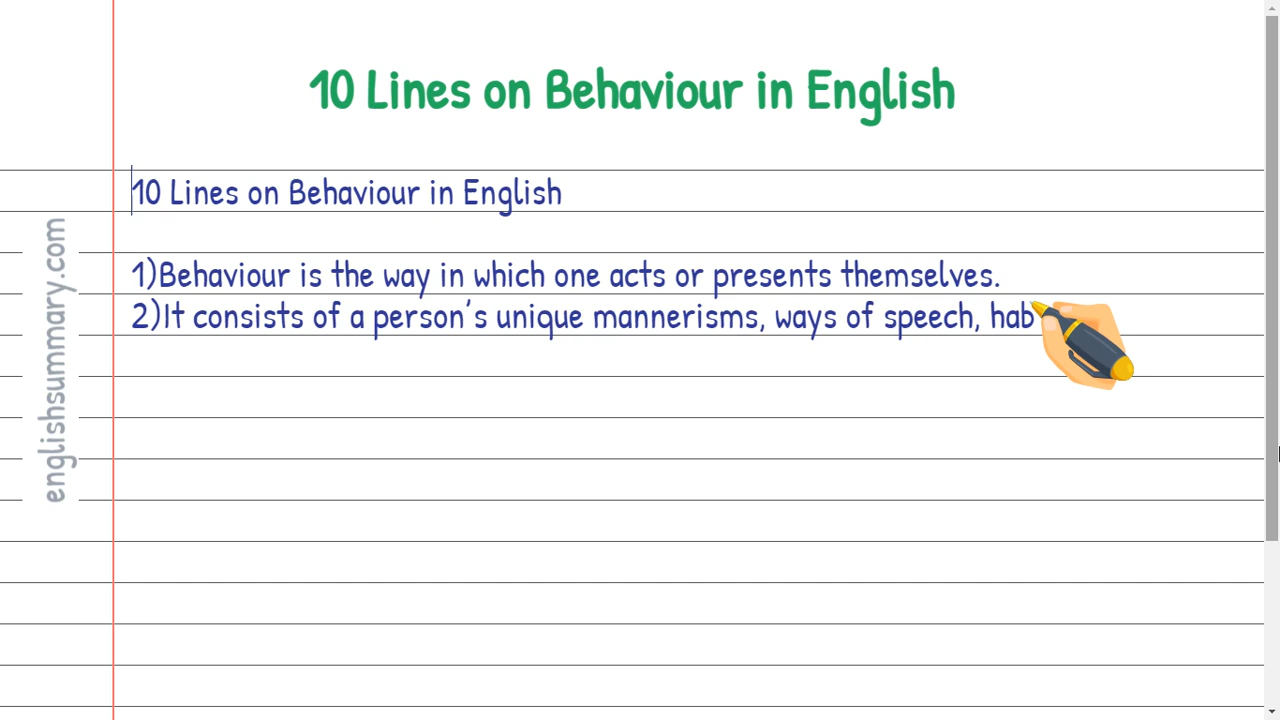 10 Lines on Behaviour in English
10 Lines on Behaviour in English
1)Behaviour is the way in which one acts or presents themselves.
2)It consists of a person's unique mannerisms, ways of speech, hab
englishsummary.com